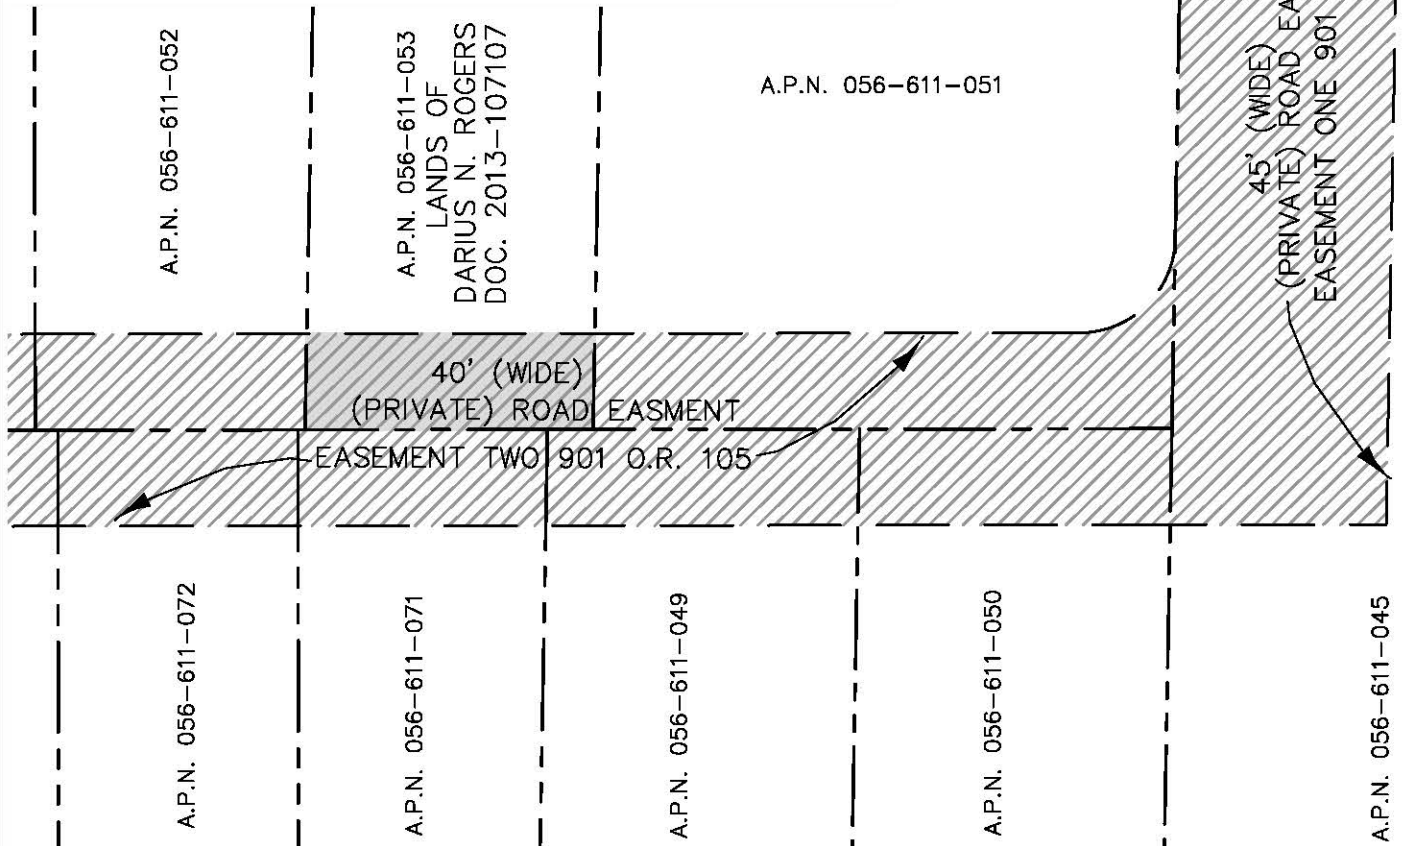 A.P.N. 056-611-052
A.P.N. 056-611-053
LANDS OF
DARIUS N. ROGERS
DOC. 2013-107107
A.P.N. 056-611-051
45' (WIDE)
(PRIVATE) ROAD EA
EASEMENT ONE 901
40' (WIDE)
(PRIVATE) ROAD EASMENT
EASEMENT TWO 901 O.R. 105
A.P.N. 056-611-072
A.P.N. 056-611-071
A.P.N. 056-611-049
A.P.N. 056-611-050
A.P.N. 056-611-045